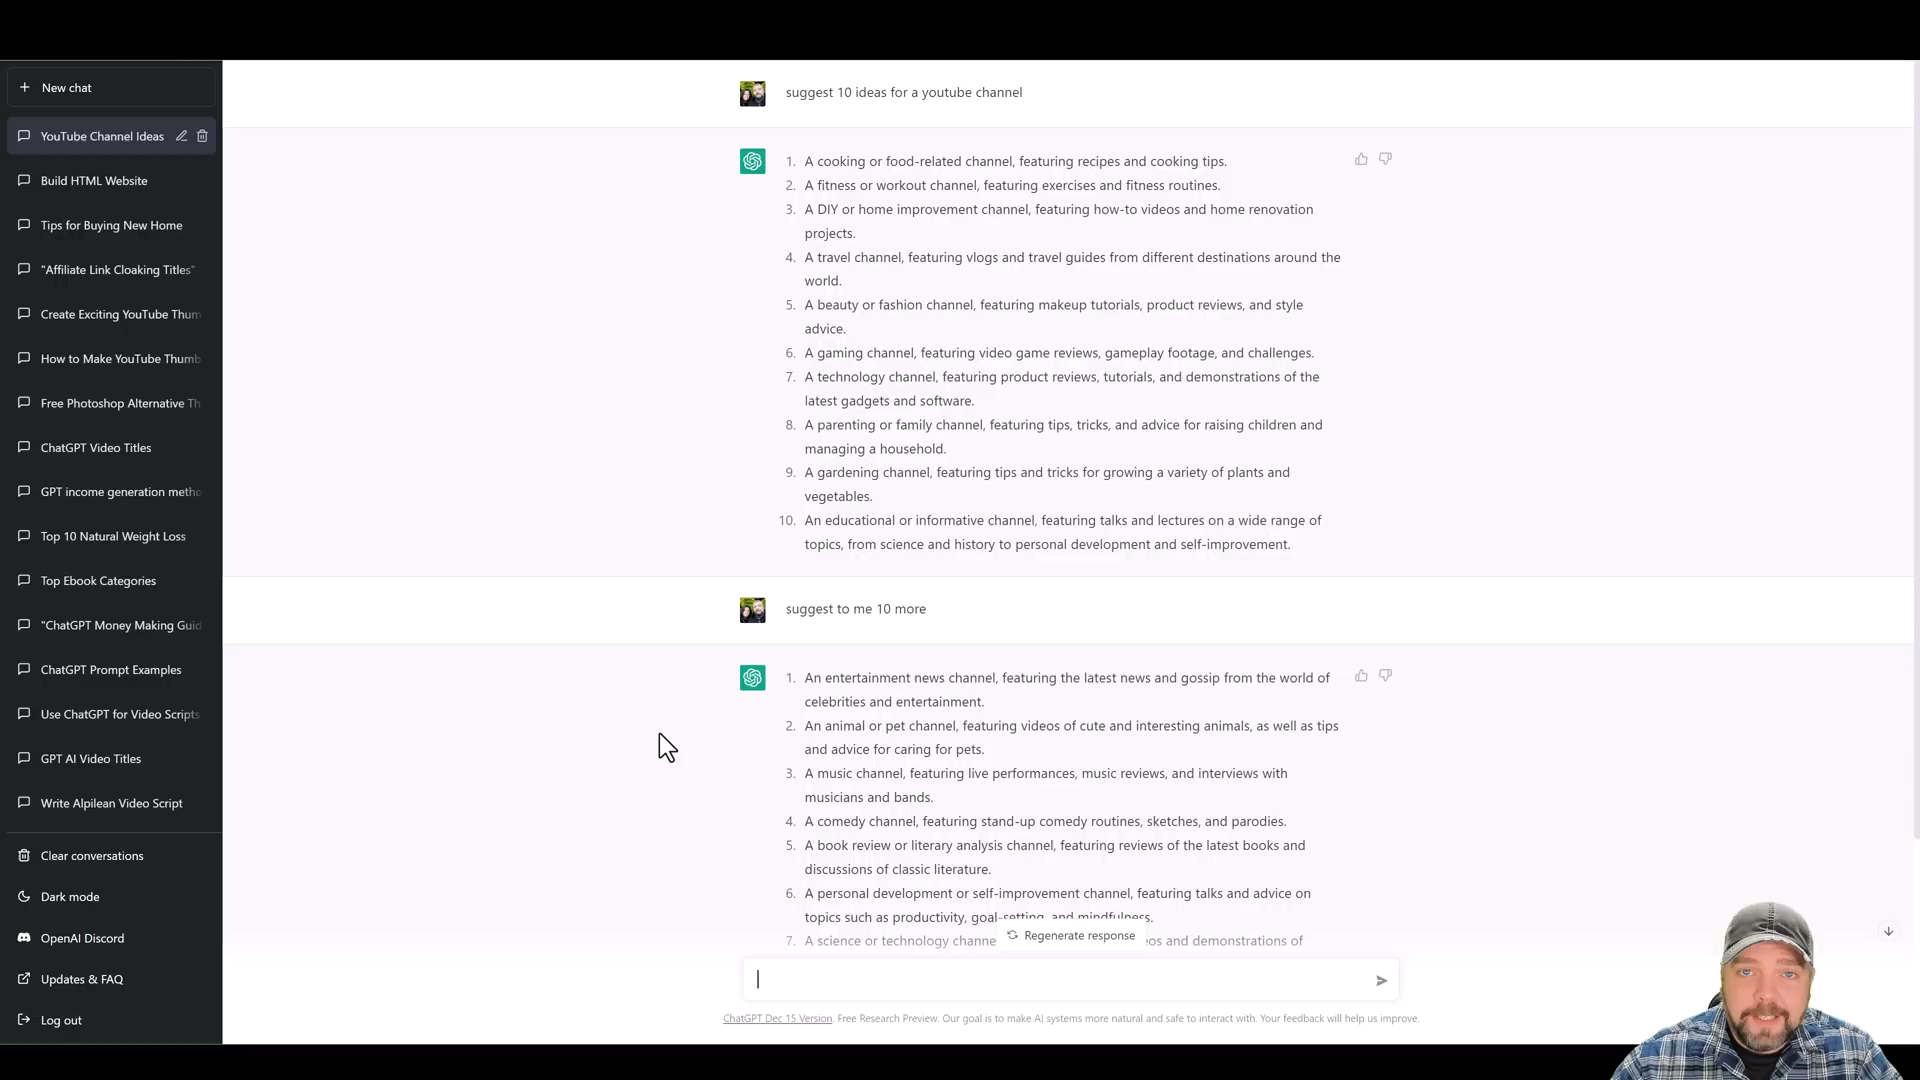 New chat
YouTube Channel Ideas
Build HTML Website
Tips for Buying New Home
"Affiliate Link Cloaking Titles"
Create Exciting YouTube Thum
How to Make YouTube Thumb
Free Photoshop Alternative Th
ChatGPT Video Titles
GPT income generation metho
Top 10 Natural Weight Loss
Top Ebook Categories
"ChatGPT Money Making Guid
ChatGPT Prompt Examples
Use ChatGPT for Video Scripts
GPT AI Video Titles
Write Alpilean Video Script
Clear conversations
Dark mode
OpenAI Discord
Updates & FAQ
Log out
suggest 10 ideas for a youtube channel
1. A cooking or food-related channel, featuring recipes and cooking tips.
2. A fitness or workout channel, featuring exercises and fitness routines.
3. A DIY or home improvement channel, featuring how-to videos and home renovation
projects.
4. A travel channel, featuring vlogs and travel guides from different destinations around the
world.
5. A beauty or fashion channel, featuring makeup tutorials, product reviews, and style
advice.
6. A gaming channel, featuring video game reviews, gameplay footage, and challenges.
7. A technology channel, featuring product reviews, tutorials, and demonstrations of the
latest gadgets and software.
8. A parenting or family channel, featuring tips, tricks, and advice for raising children and
managing a household.
9. A gardening channel, featuring tips and tricks for growing a variety of plants and
vegetables.
10. An educational or informative channel, featuring talks and lectures on a wide range of
topics, from science and history to personal development and self-improvement.
suggest to me 10 more
1. An entertainment news channel, featuring the latest news and gossip from the world of
celebrities and entertainment.
2. An animal or pet channel, featuring videos of cute and interesting animals, as well as tips
and advice for caring for pets.
3. A music channel, featuring live performances, music reviews, and interviews with
musicians and bands.
4. A comedy channel, featuring stand-up comedy routines, sketches, and parodies.
5. A book review or literary analysis channel, featuring reviews of the latest books and
discussions of classic literature.
6. A personal development or self-improvement channel, featuring talks and advice on
topics such as productivity, goal-setting, and mindfulness.
Regenerate response
7. A science or technology channe eos and demonstrations of
ChatGPT Dec 15 Version. Free Research Preview. Our goal is to make AI systems more natural and safe to interact with. Your feedback will help us improve.